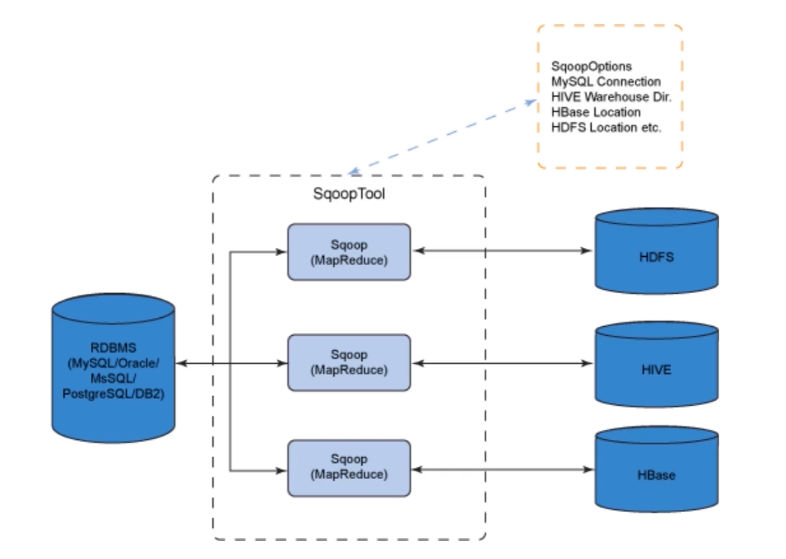 SqoopOptions
MySQL Connection
HIVE Warehouse Dir.
HBase Location
HDFS Location etc.
SqoopTool
Sqoop
(MapReduce)
HDFS
RDBMS
(MySQL/Oracle/
MsSQL/
PostgreSQL/DB2)
Sqoop
(MapReduce)
HIVE
Sqoop
(MapReduce)
HBase